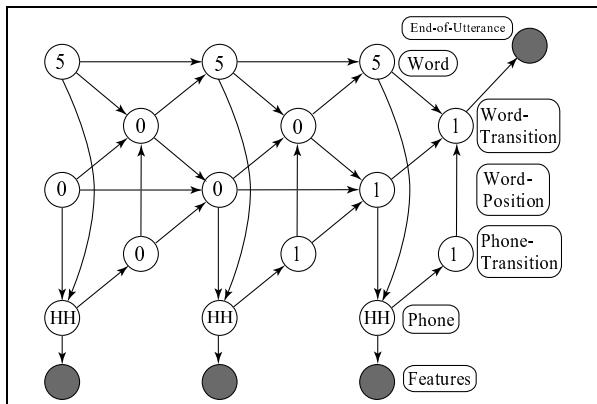 End-of-Utterance
5 5 5 Word
0 0 1 Word-
Transition
0 0 1 Word-
Position
0 1 1 Phone-
Transition
HH HH HH Phone
Features